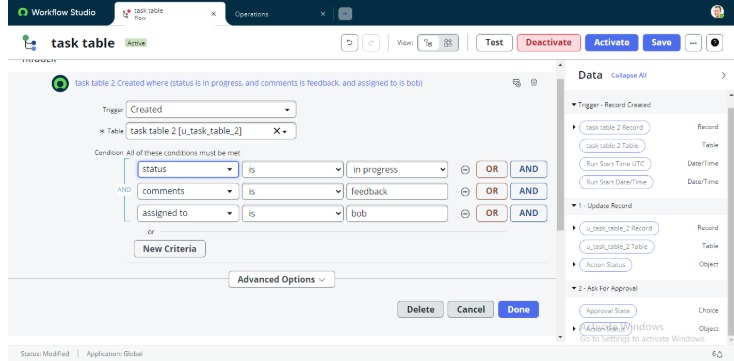 Workflow Studio
task table
Flow
Operations
task table
Active
View:
Test
Deactivate
Activate
Save
TRIGGER
task table 2 Created where (status is in progress, and comments is feedback, and assigned to is bob)
Trigger
Created
* Table
task table 2 [u_task_table_2]
Condition
All of these conditions must be met
status
is
in progress
OR
AND
AND
comments
is
feedback
OR
AND
assigned to
is
bob
OR
AND
or
New Criteria
Advanced Options
Delete
Cancel
Done
Data
Collapse All
Trigger - Record Created
task table 2 Record
Record
task table 2 Table
Table
Run Start Time UTC
Date/Time
Run Start Date/Time
Date/Time
1 - Update Record
u_task_table_2 Record
Record
u_task_table_2 Table
Table
Action Status
Object
2 - Ask For Approval
Approval State
Choice
Action Status
Object
Activate Windows
Go to Settings to activate Windows.
Status: Modified
Application: Global
6